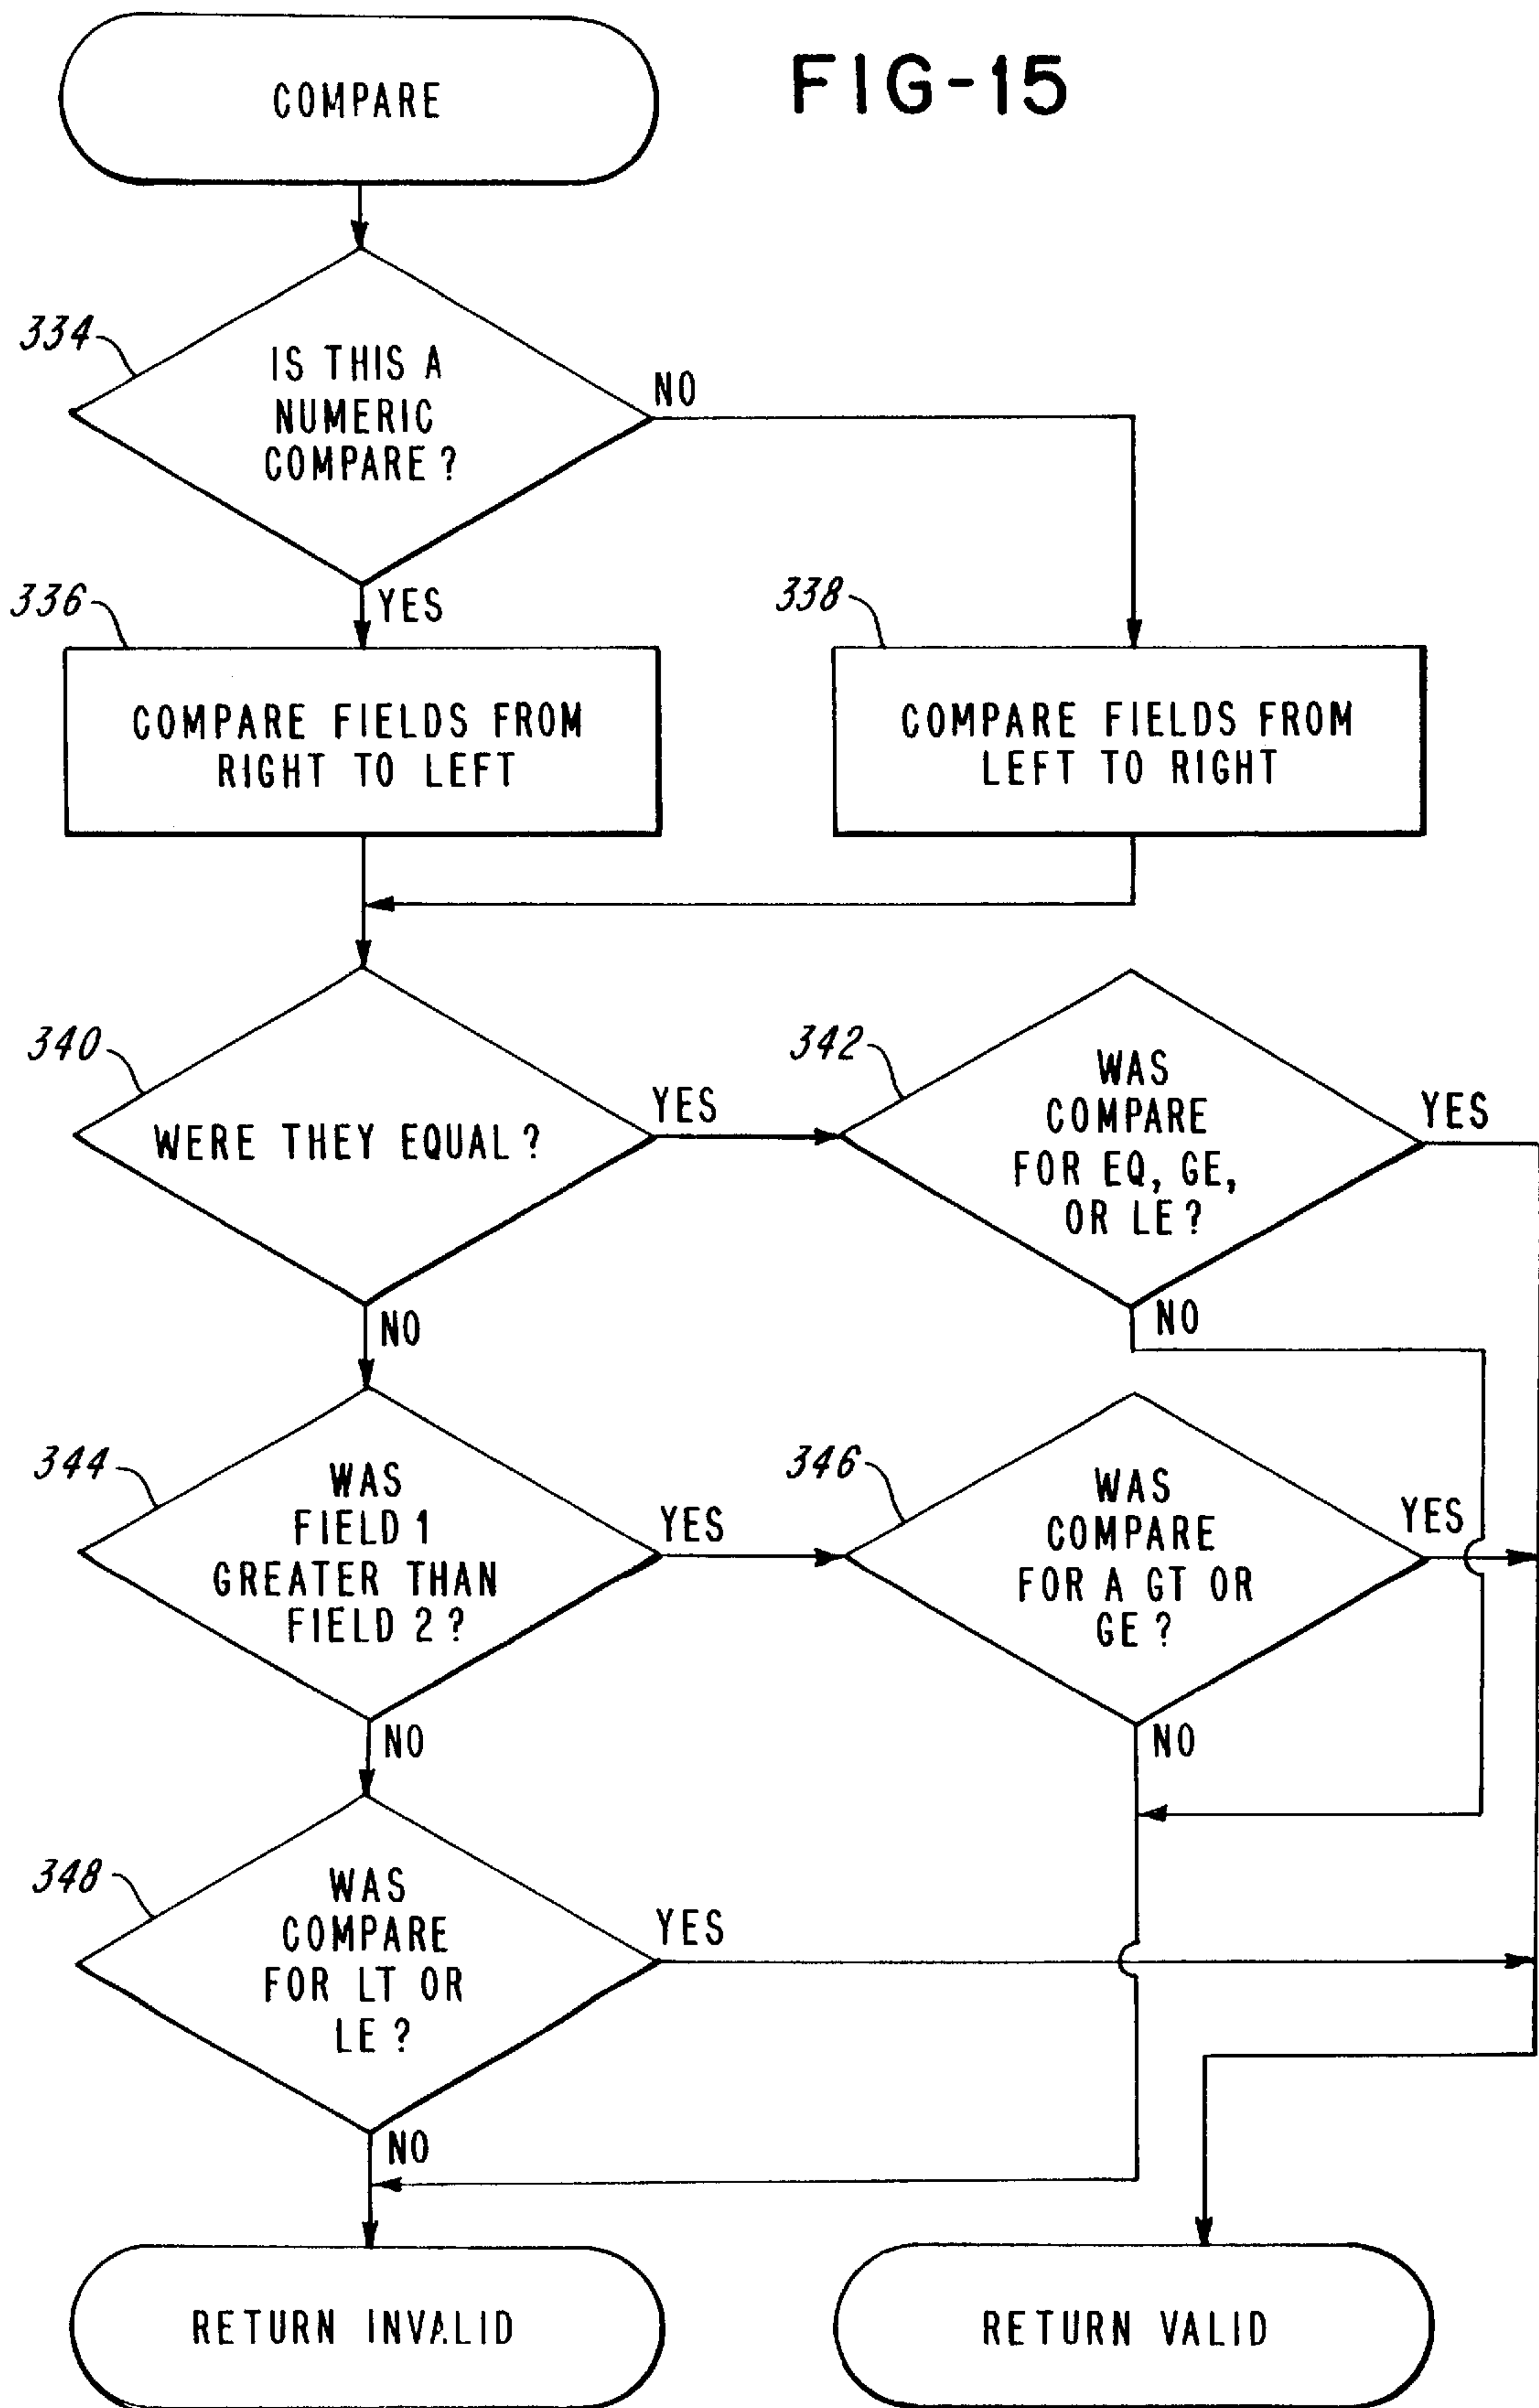 FIG-15
COMPARE
334
IS THIS A
NUMERIC
COMPARE?
NO
YES
336
COMPARE FIELDS FROM
RIGHT TO LEFT
338
COMPARE FIELDS FROM
LEFT TO RIGHT
340
WERE THEY EQUAL?
YES
NO
342
WAS
COMPARE
FOR EQ, GE,
OR LE?
YES
NO
344
WAS
FIELD 1
GREATER THAN
FIELD 2?
YES
NO
346
WAS
COMPARE
FOR A GT OR
GE?
YES
NO
348
WAS
COMPARE
FOR LT OR
LE?
YES
NO
RETURN INVALID
RETURN VALID